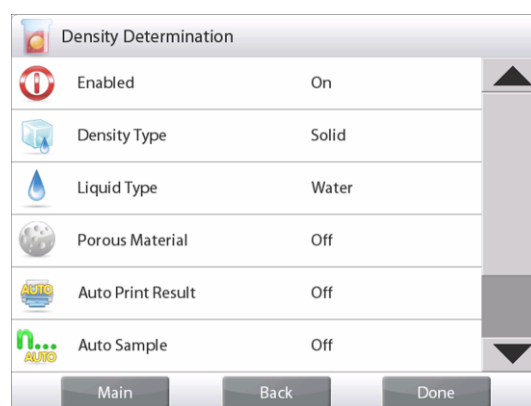 Density Determination
Enabled On
Density Type Solid
Liquid Type Water
Porous Material Off
AUTO Auto Print Result Off
n... AUTO Auto Sample Off
Main Back Done